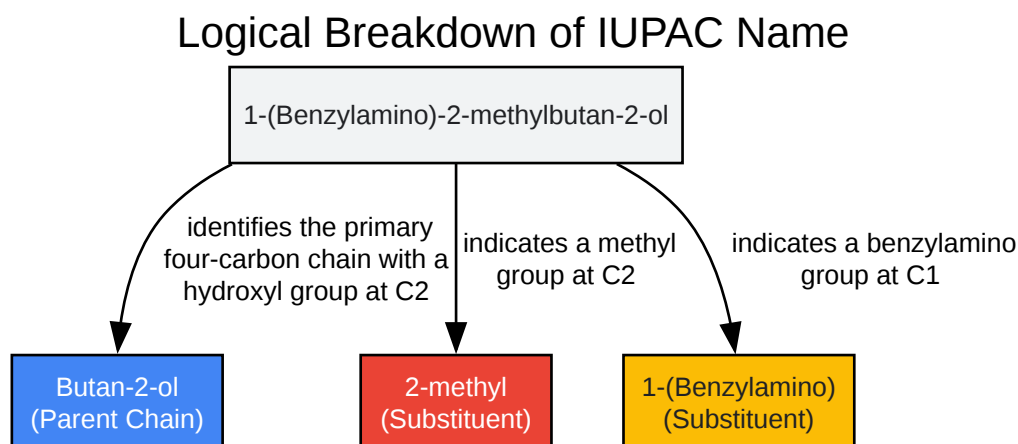 Logical Breakdown of IUPAC Name
1-(Benzylamino)-2-methylbutan-2-ol
identifies the primary
four-carbon chain with a
hydroxyl group at C2
indicates a methyl
group at C2
indicates a benzylamino
group at C1
Butan-2-ol
(Parent Chain)
2-methyl
(Substituent)
1-(Benzylamino)
(Substituent)